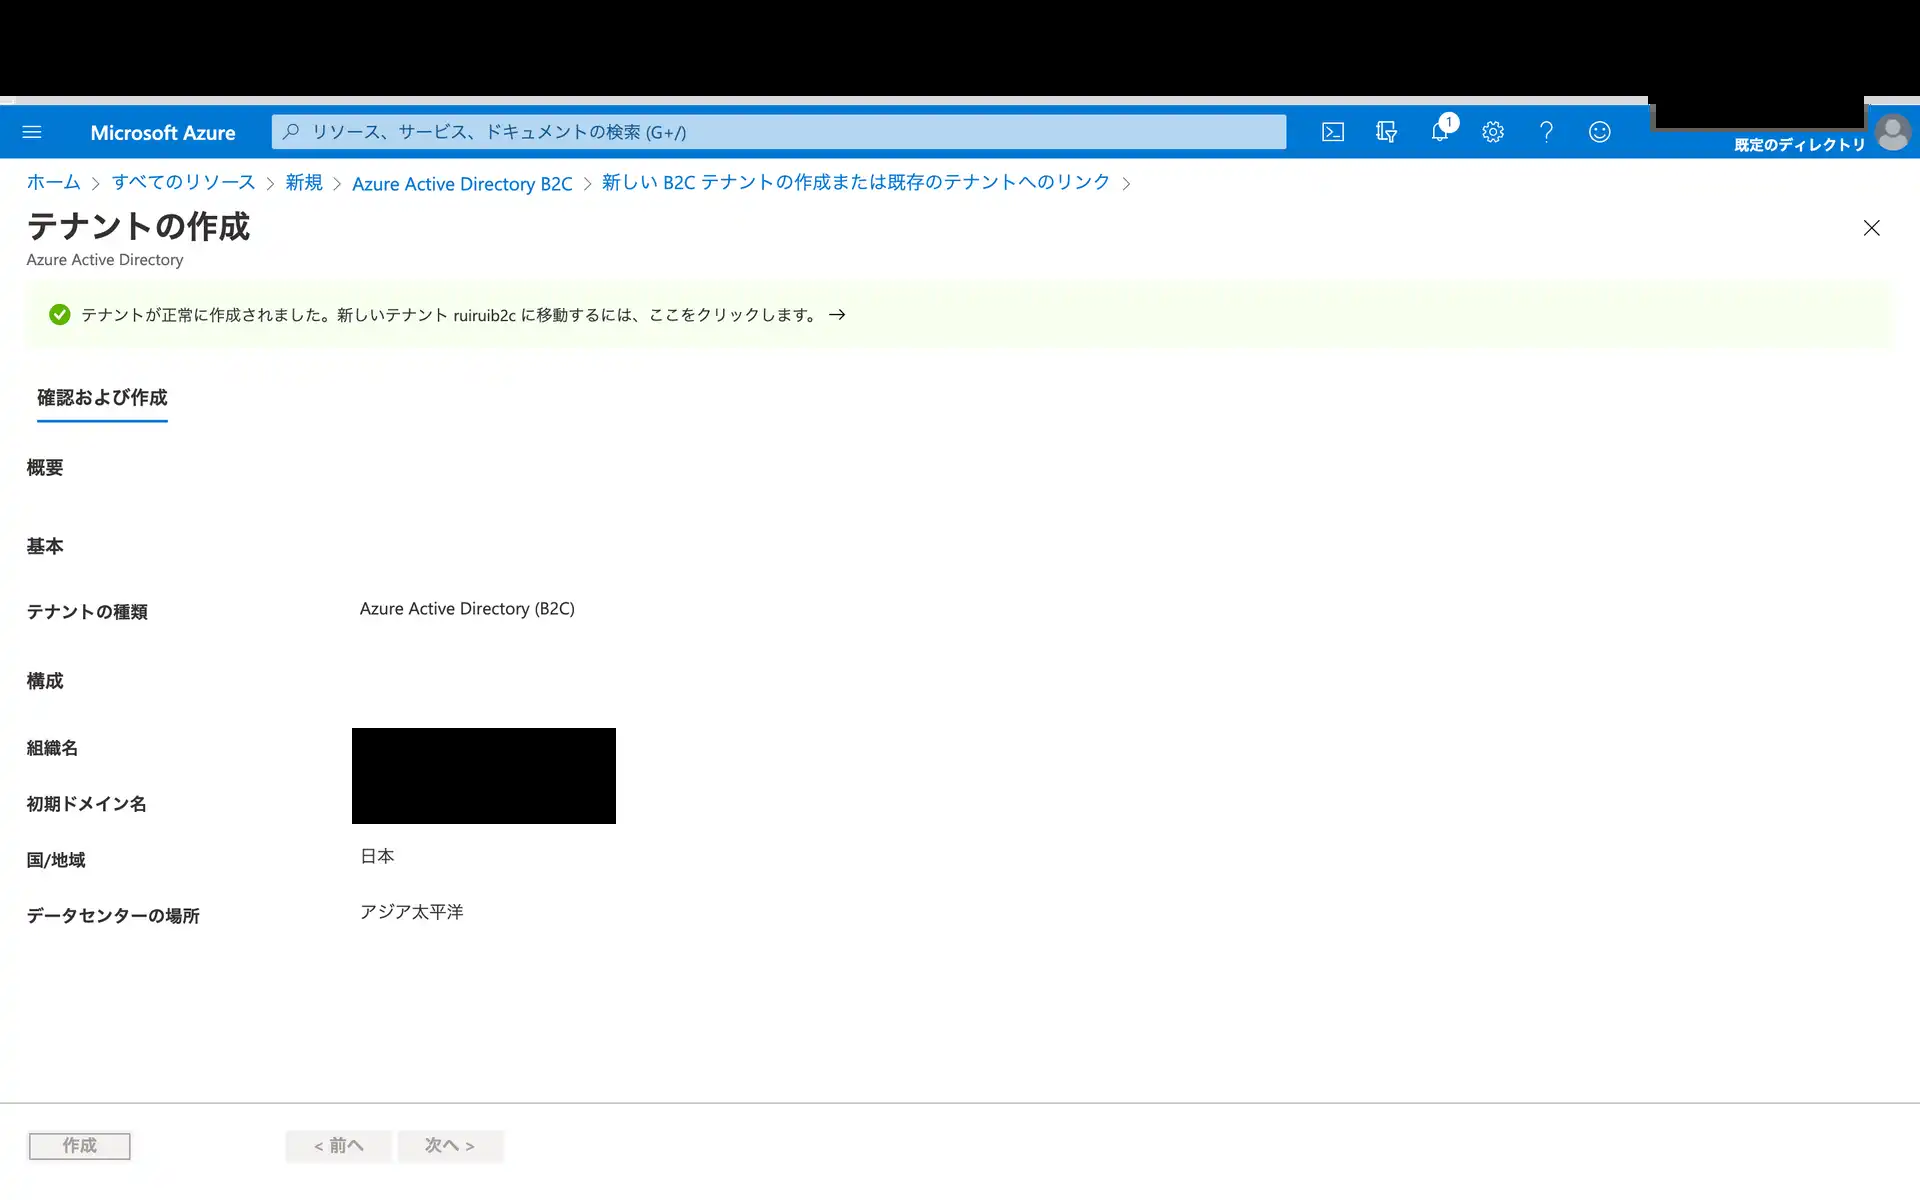 Microsoft Azure
リソース、サービス、ドキュメントの検索 (G+/)
1
既定のディレクトリ
ホーム > すべてのリソース > 新規 > Azure Active Directory B2C > 新しい B2C テナントの作成または既存のテナントへのリンク >
テナントの作成
Azure Active Directory
テナントが正常に作成されました。新しいテナント ruiruib2c に移動するには、ここをクリックします。 →
確認および作成
概要
基本
テナントの種類 Azure Active Directory (B2C)
構成
組織名
初期ドメイン名
国/地域 日本
データセンターの場所 アジア太平洋
作成 < 前へ 次へ >